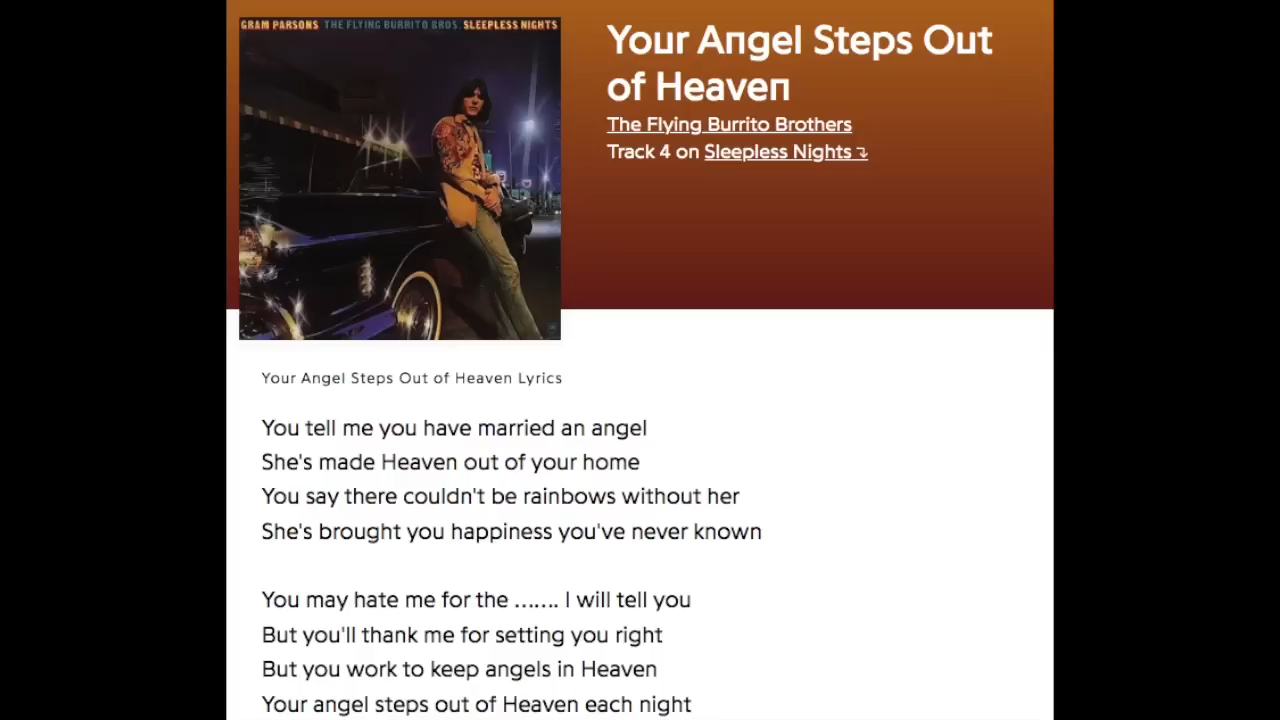 GRAM PARSONS THE FLYING BURRITO BROS. SLEEPLESS NIGHTS
Your Angel Steps Out
of Heaven
The Flying Burrito Brothers
Track 4 on Sleepless Nights
Your Angel Steps Out of Heaven Lyrics
You tell me you have married an angel
She's made Heaven out of your home
You say there couldn't be rainbows without her
She's brought you happiness you've never known
You may hate me for the ....... I will tell you
But you'll thank me for setting you right
But you work to keep angels in Heaven
Your angel steps out of Heaven each night